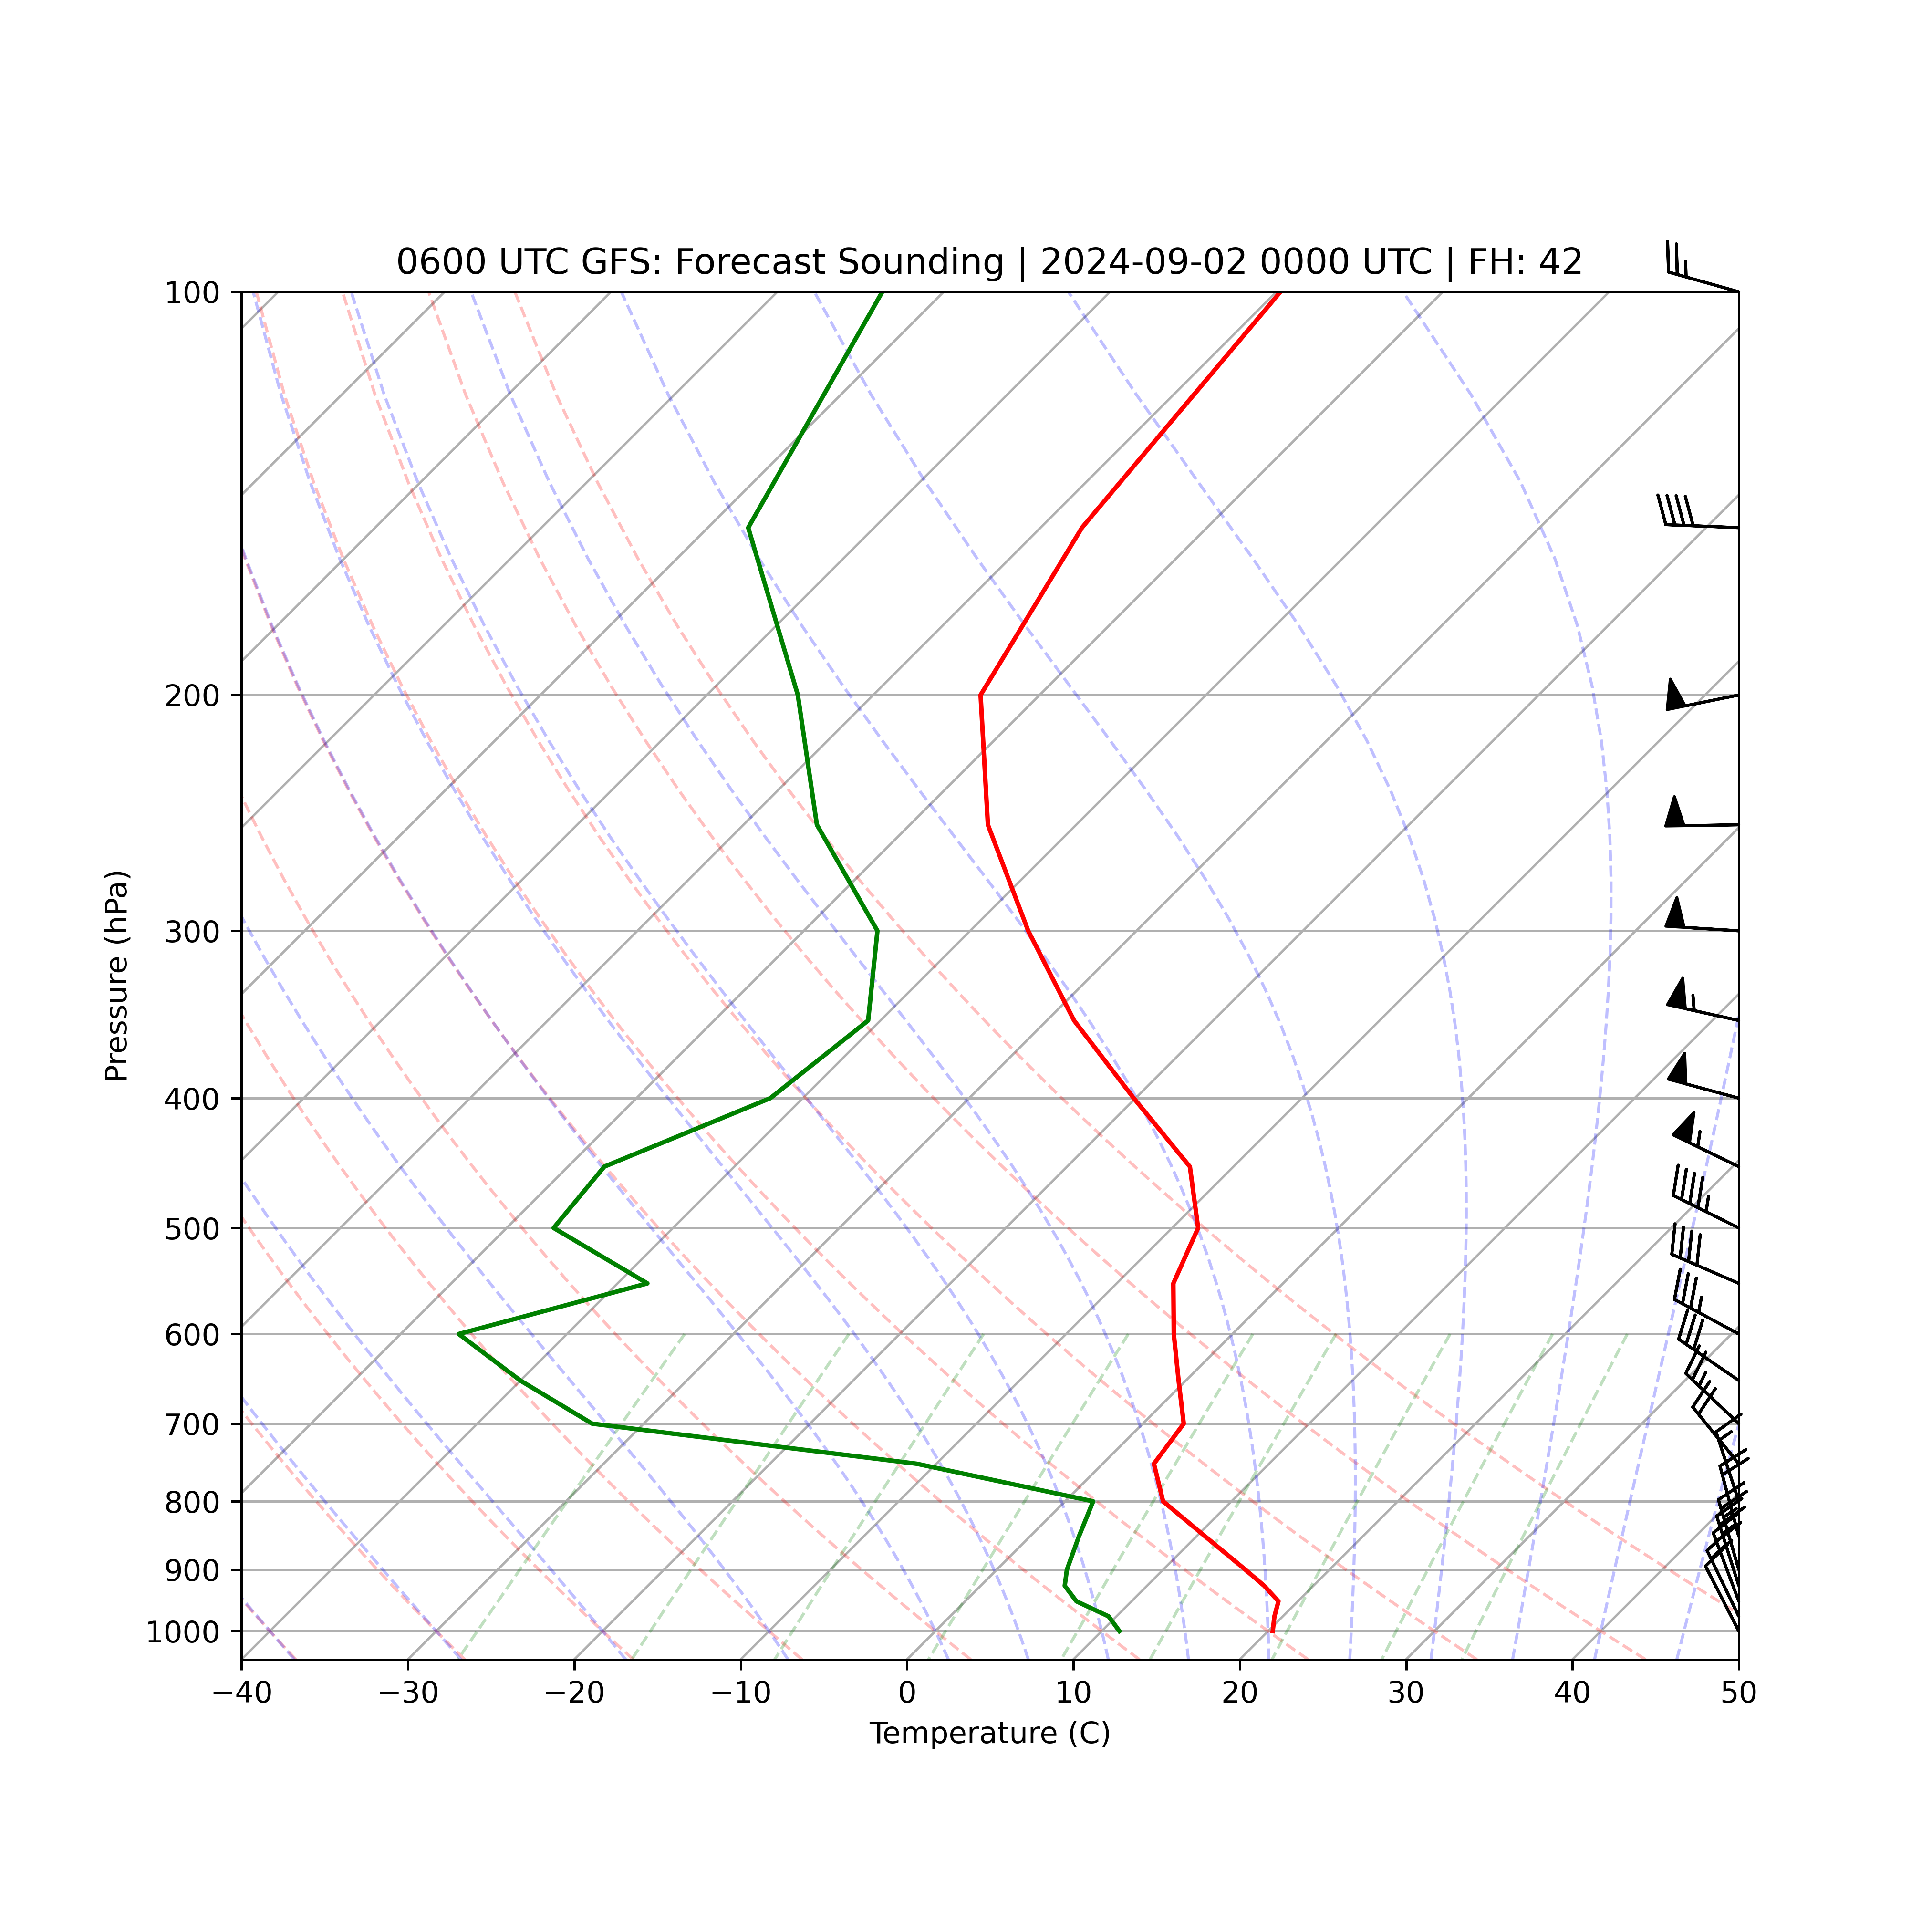 0600 UTC GFS: Forecast Sounding | 2024-09-02 0000 UTC | FH: 42
100
200
300
400
500
600
700
800
900
1000
Pressure (hPa)
−40 −30 −20 −10 0 10 20 30 40 50
Temperature (C)